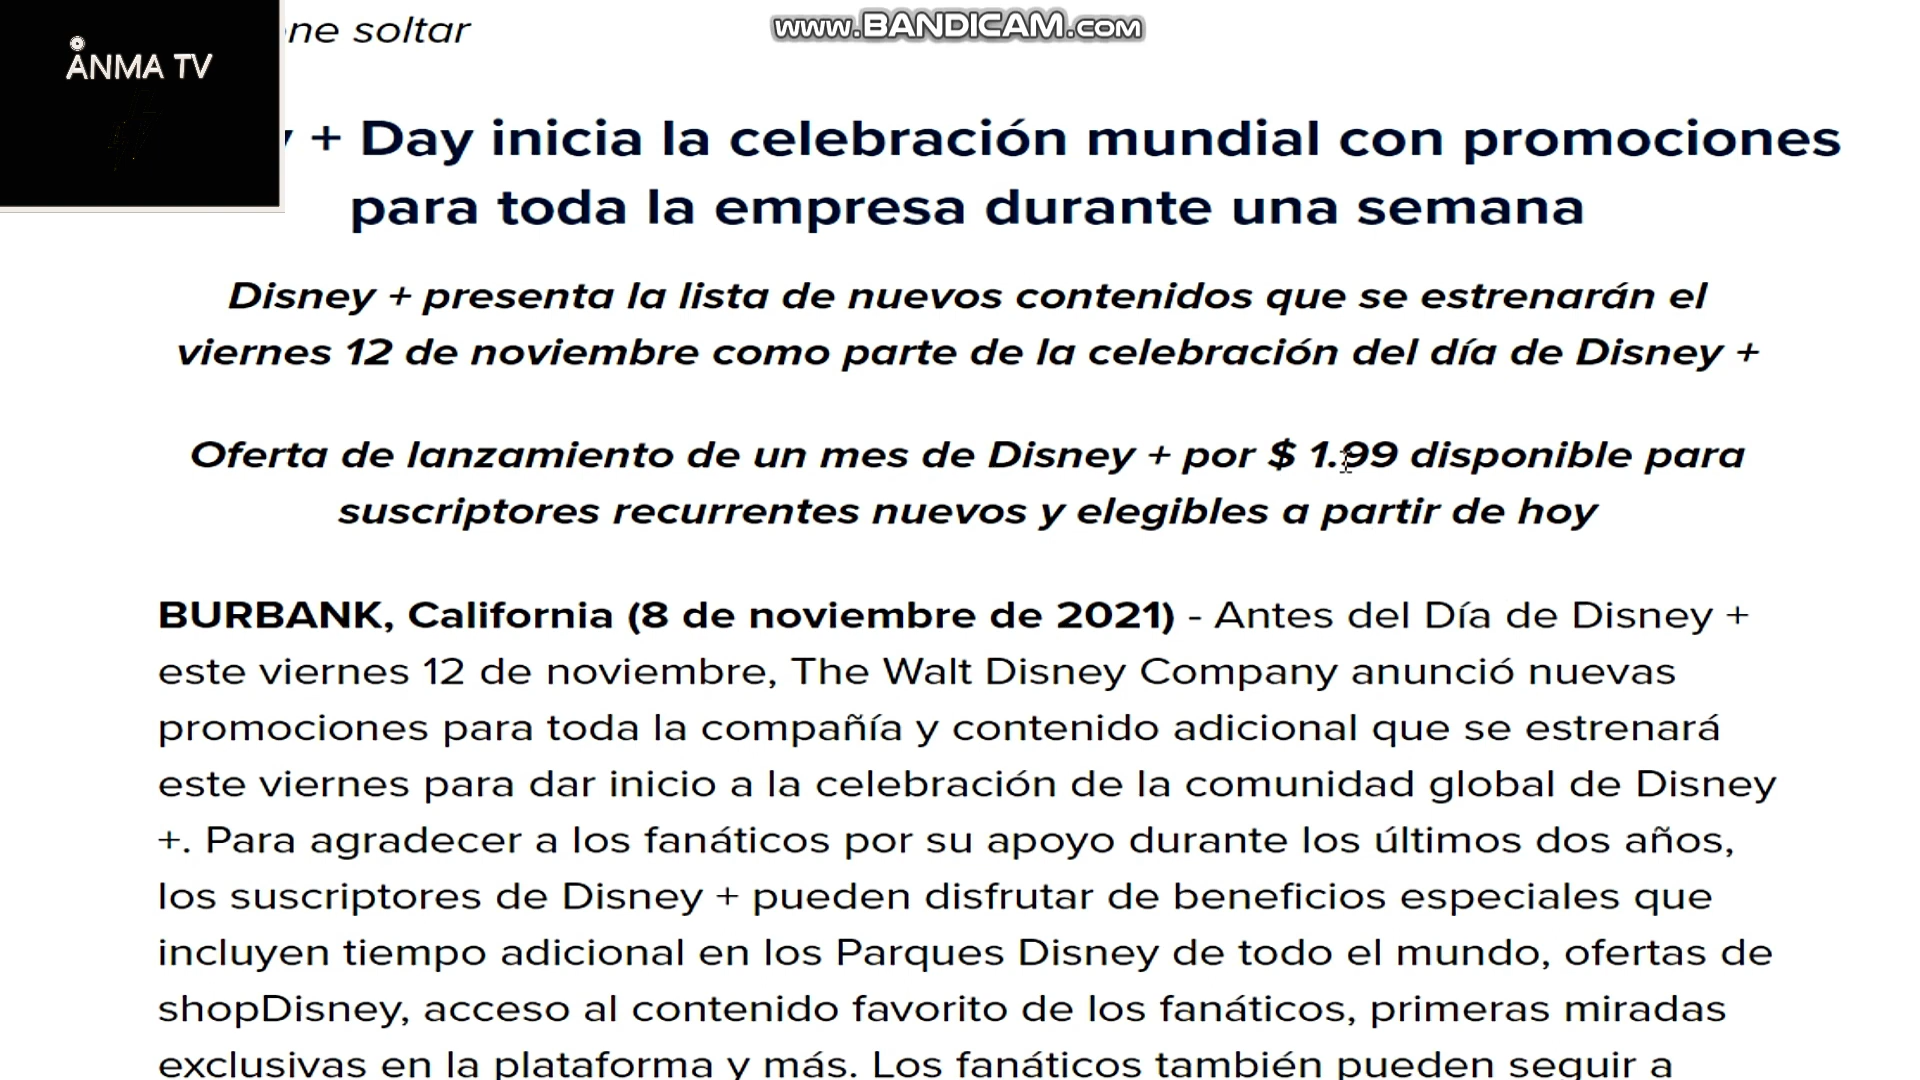 www.BANDICAM.com
ne soltar
ANMA TV
+ Day inicia la celebración mundial con promociones
para toda la empresa durante una semana
Disney + presenta la lista de nuevos contenidos que se estrenarán el
viernes 12 de noviembre como parte de la celebración del día de Disney +
Oferta de lanzamiento de un mes de Disney + por $ 1.99 disponible para
suscriptores recurrentes nuevos y elegibles a partir de hoy
BURBANK, California (8 de noviembre de 2021) - Antes del Día de Disney +
este viernes 12 de noviembre, The Walt Disney Company anunció nuevas
promociones para toda la compañía y contenido adicional que se estrenará
este viernes para dar inicio a la celebración de la comunidad global de Disney
+. Para agradecer a los fanáticos por su apoyo durante los últimos dos años,
los suscriptores de Disney + pueden disfrutar de beneficios especiales que
incluyen tiempo adicional en los Parques Disney de todo el mundo, ofertas de
shopDisney, acceso al contenido favorito de los fanáticos, primeras miradas
exclusivas en la plataforma y más. Los fanáticos también pueden seguir a